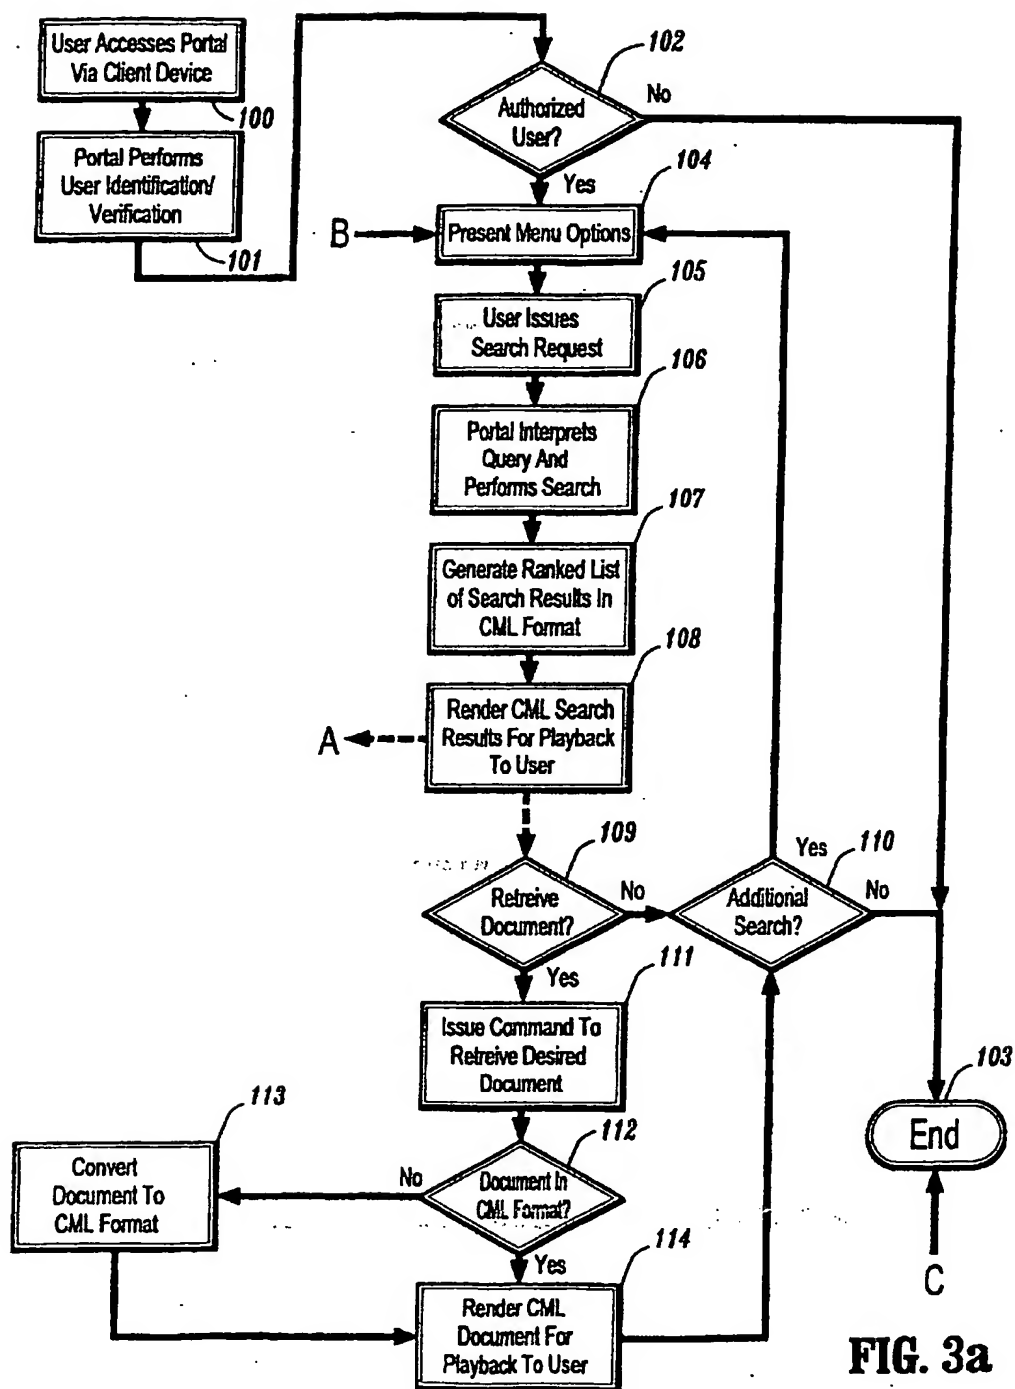 User Accesses Portal
Via Client Device
100
Portal Performs
User Identification/
Verification
101
102
Authorized
User?
No
Yes
104
B
Present Menu Options
105
User Issues
Search Request
106
Portal Interprets
Query And
Performs Search
107
Generate Ranked List
of Search Results In
CML Format
108
Render CML Search
Results For Playback
To User
A
109
Retreive
Document?
No
110
Additional
Search?
Yes
No
Yes
111
Issue Command To
Retreive Desired
Document
103
End
C
112
Document In
CML Format?
No
113
Convert
Document To
CML Format
Yes
114
Render CML
Document For
Playback To User
FIG. 3a